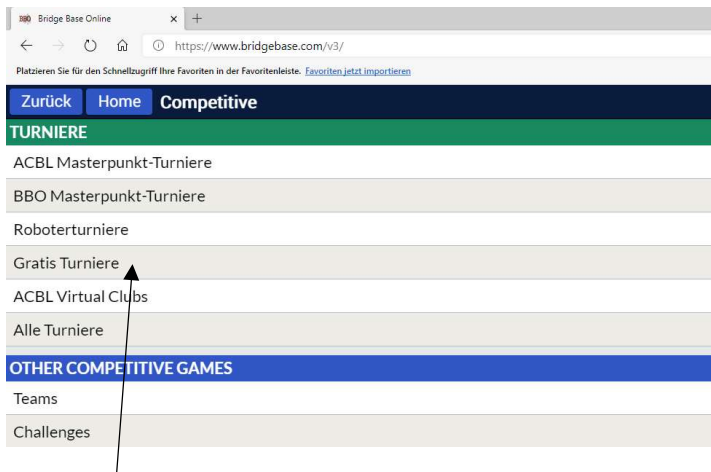 BBO Bridge Base Online
https://www.bridgebase.com/v3/
Platzieren Sie für den Schnellzugriff Ihre Favoriten in der Favoritenleiste. Favoriten jetzt importieren
Zurück Home Competitive
TURNIERE
ACBL Masterpunkt-Turniere
BBO Masterpunkt-Turniere
Roboterturniere
Gratis Turniere
ACBL Virtual Clubs
Alle Turniere
OTHER COMPETITIVE GAMES
Teams
Challenges